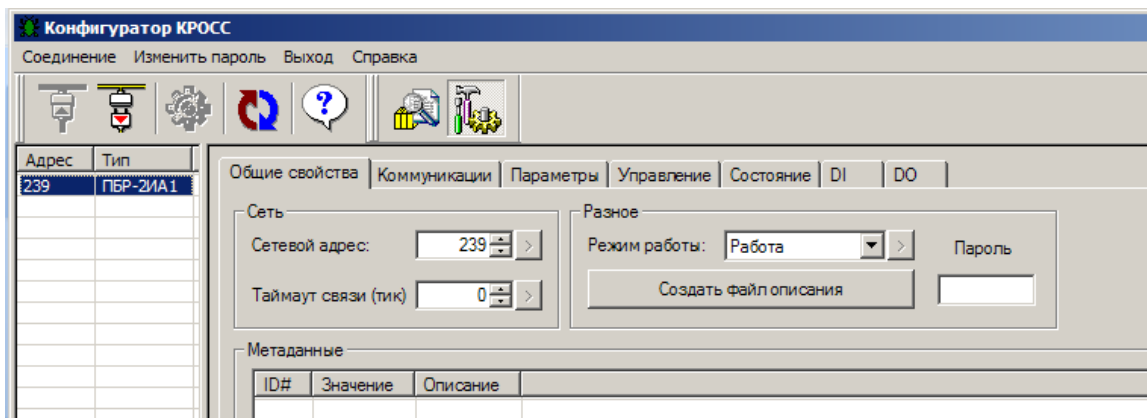 Конфигуратор КРОСС
Соединение Изменить пароль Выход Справка
?
Адрес Тип
239 ПБР-2ИА1
Общие свойства Коммуникации Параметры Управление Состояние DI DO
Сеть
Сетевой адрес: 239 >
Таймаут связи (тик) 0 >
Разное
Режим работы: Работа > Пароль
Создать файл описания
Метаданные
ID# Значение Описание